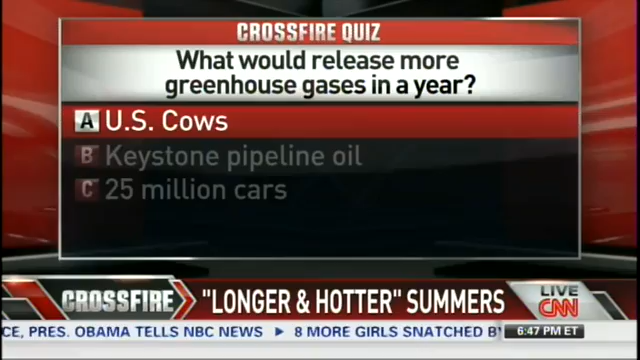 CROSSFIRE QUIZ
What would release more
greenhouse gases in a year?
A U.S. Cows
B Keystone pipeline oil
C 25 million cars
CROSSFIRE "LONGER & HOTTER" SUMMERS LIVE
CNN
CE, PRES. OBAMA TELLS NBC NEWS ▶ 8 MORE GIRLS SNATCHED B 6:47 PM ET